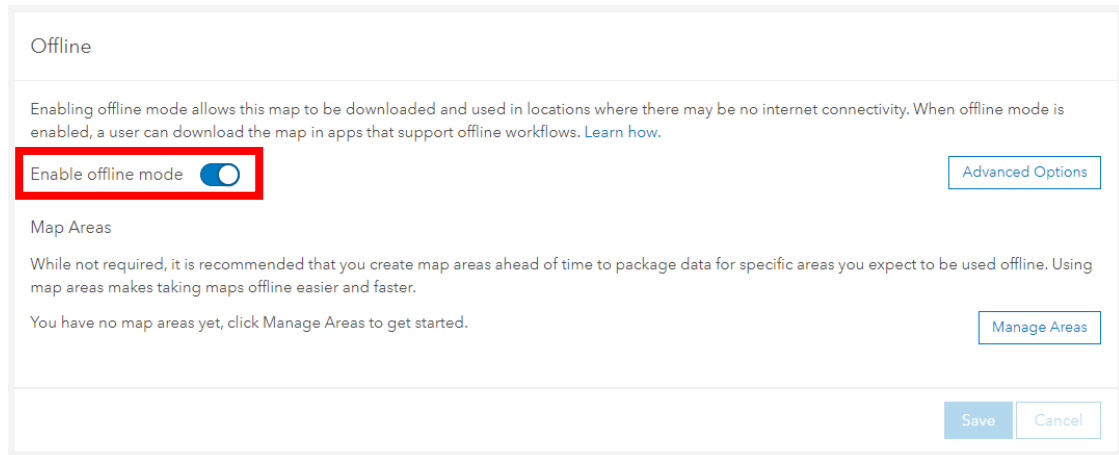 Offline
Enabling offline mode allows this map to be downloaded and used in locations where there may be no internet connectivity. When offline mode is
enabled, a user can download the map in apps that support offline workflows. Learn how.
Enable offline mode
Advanced Options
Map Areas
While not required, it is recommended that you create map areas ahead of time to package data for specific areas you expect to be used offline. Using
map areas makes taking maps offline easier and faster.
You have no map areas yet, click Manage Areas to get started.
Manage Areas
Save
Cancel